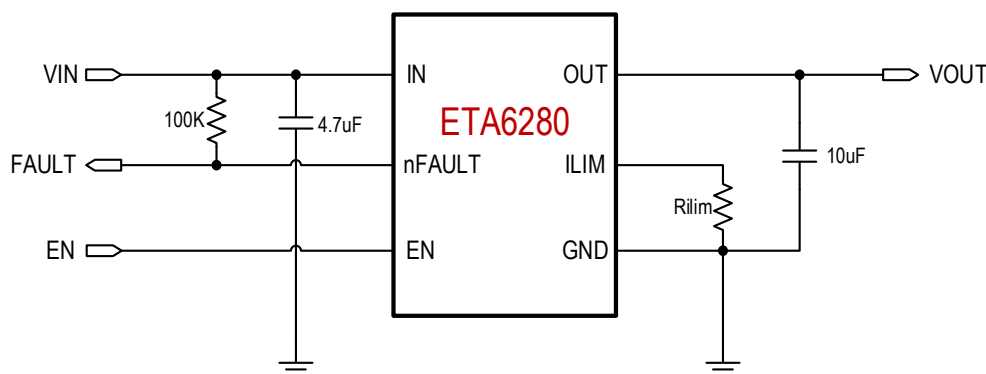 VIN
IN
OUT
VOUT
100K
4.7uF
ETA6280
10uF
FAULT
nFAULT
ILIM
Rilim
EN
EN
GND